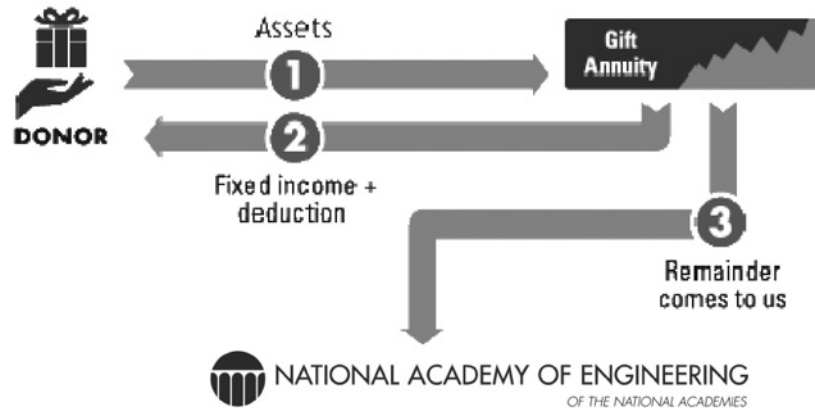 Assets
1
Gift
Annuity
DONOR
2
Fixed income +
deduction
3
Remainder
comes to us
NATIONAL ACADEMY OF ENGINEERING
OF THE NATIONAL ACADEMIES